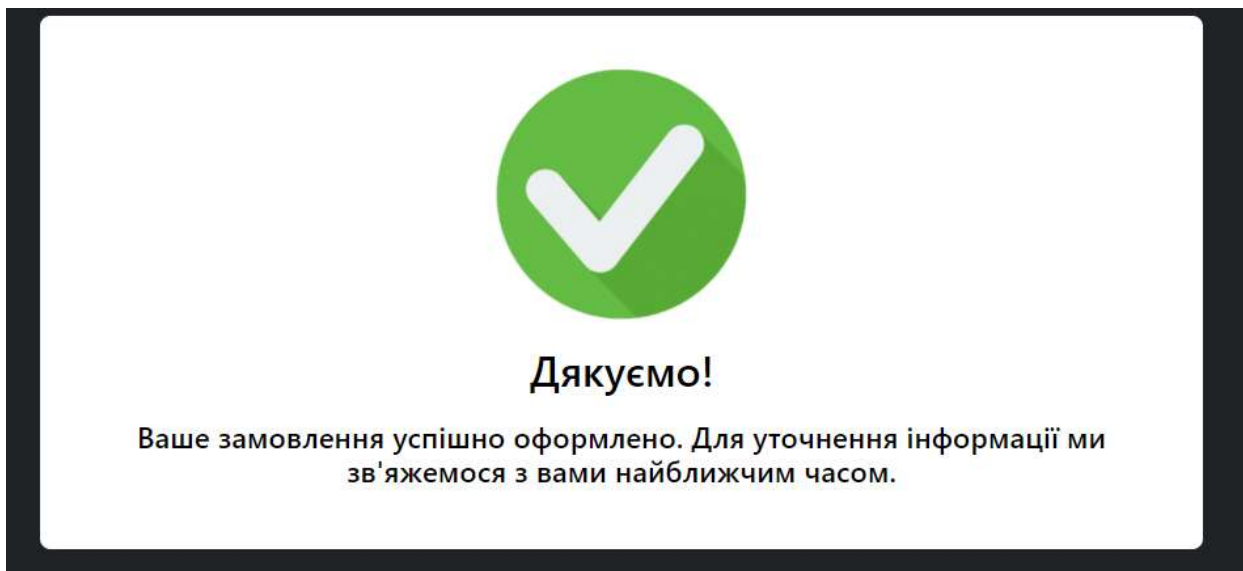 Дякуємо!
Ваше замовлення успішно оформлено. Для уточнення інформації ми
зв'яжемося з вами найближчим часом.